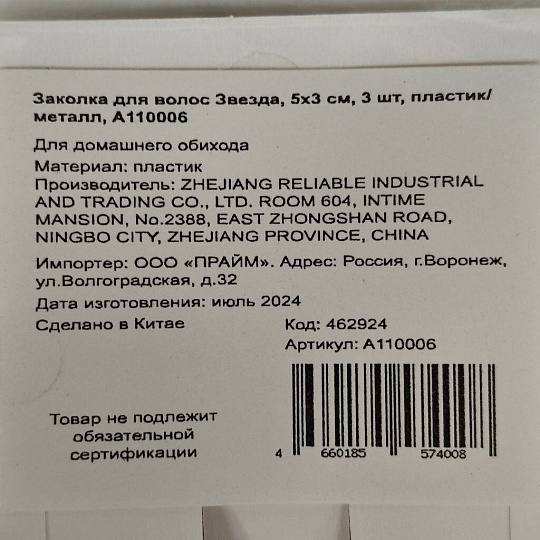 Заколка для волос Звезда, 5х3 см, 3 шт, пластик/
металл, А110006
Для домашнего обихода
Материал: пластик
Производитель: ZHEJIANG RELIABLE INDUSTRIAL
AND TRADING CO., LTD. ROOM 604, INTIME
MANSION, No.2388, EAST ZHONGSHAN ROAD,
NINGBO CITY, ZHEJIANG PROVINCE, CHINA
Импортер: ООО «ПРАЙМ». Адрес: Россия, г.Воронеж,
ул.Волгоградская, д.32
Дата изготовления: июль 2024
Сделано в Китае
Код: 462924
Артикул: А110006
Товар не подлежит
обязательной
сертификации
4 660185 574008